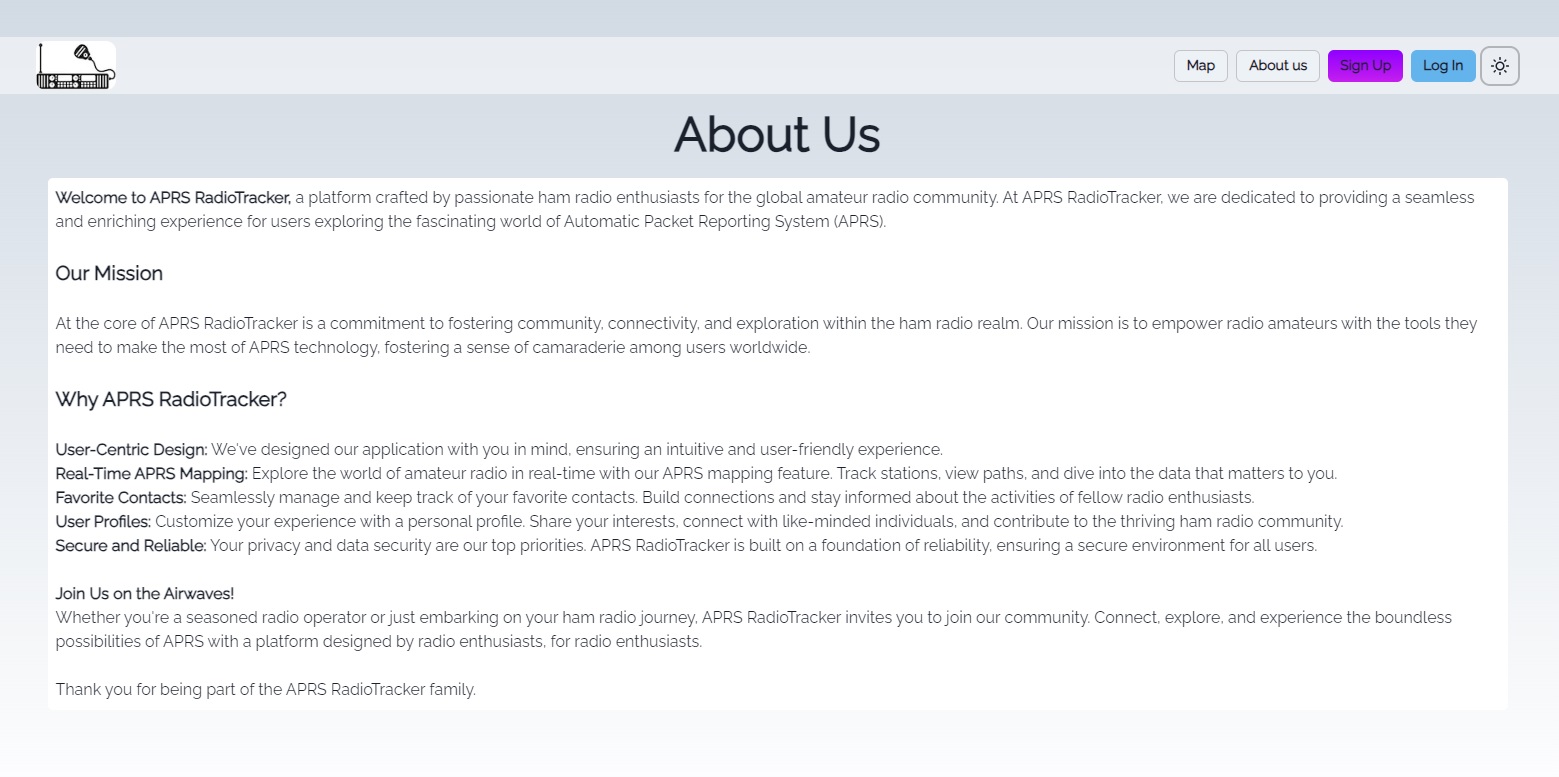 Map About us Sign Up Log In
About Us
Welcome to APRS RadioTracker, a platform crafted by passionate ham radio enthusiasts for the global amateur radio community. At APRS RadioTracker, we are dedicated to providing a seamless
and enriching experience for users exploring the fascinating world of Automatic Packet Reporting System (APRS).
Our Mission
At the core of APRS RadioTracker is a commitment to fostering community, connectivity, and exploration within the ham radio realm. Our mission is to empower radio amateurs with the tools they
need to make the most of APRS technology, fostering a sense of camaraderie among users worldwide.
Why APRS RadioTracker?
User-Centric Design: We've designed our application with you in mind, ensuring an intuitive and user-friendly experience.
Real-Time APRS Mapping: Explore the world of amateur radio in real-time with our APRS mapping feature. Track stations, view paths, and dive into the data that matters to you.
Favorite Contacts: Seamlessly manage and keep track of your favorite contacts. Build connections and stay informed about the activities of fellow radio enthusiasts.
User Profiles: Customize your experience with a personal profile. Share your interests, connect with like-minded individuals, and contribute to the thriving ham radio community.
Secure and Reliable: Your privacy and data security are our top priorities. APRS RadioTracker is built on a foundation of reliability, ensuring a secure environment for all users.
Join Us on the Airwaves!
Whether you're a seasoned radio operator or just embarking on your ham radio journey, APRS RadioTracker invites you to join our community. Connect, explore, and experience the boundless
possibilities of APRS with a platform designed by radio enthusiasts, for radio enthusiasts.
Thank you for being part of the APRS RadioTracker family.